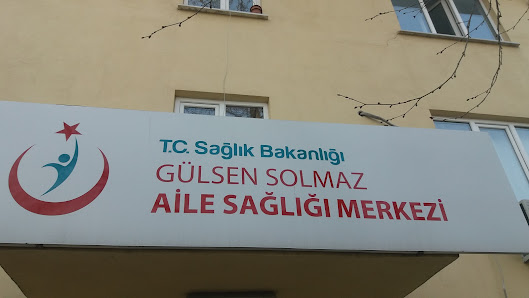 T.C. Sağlık Bakanlığı
GÜLSEN SOLMAZ
AİLE SAĞLIĞI MERKEZİ